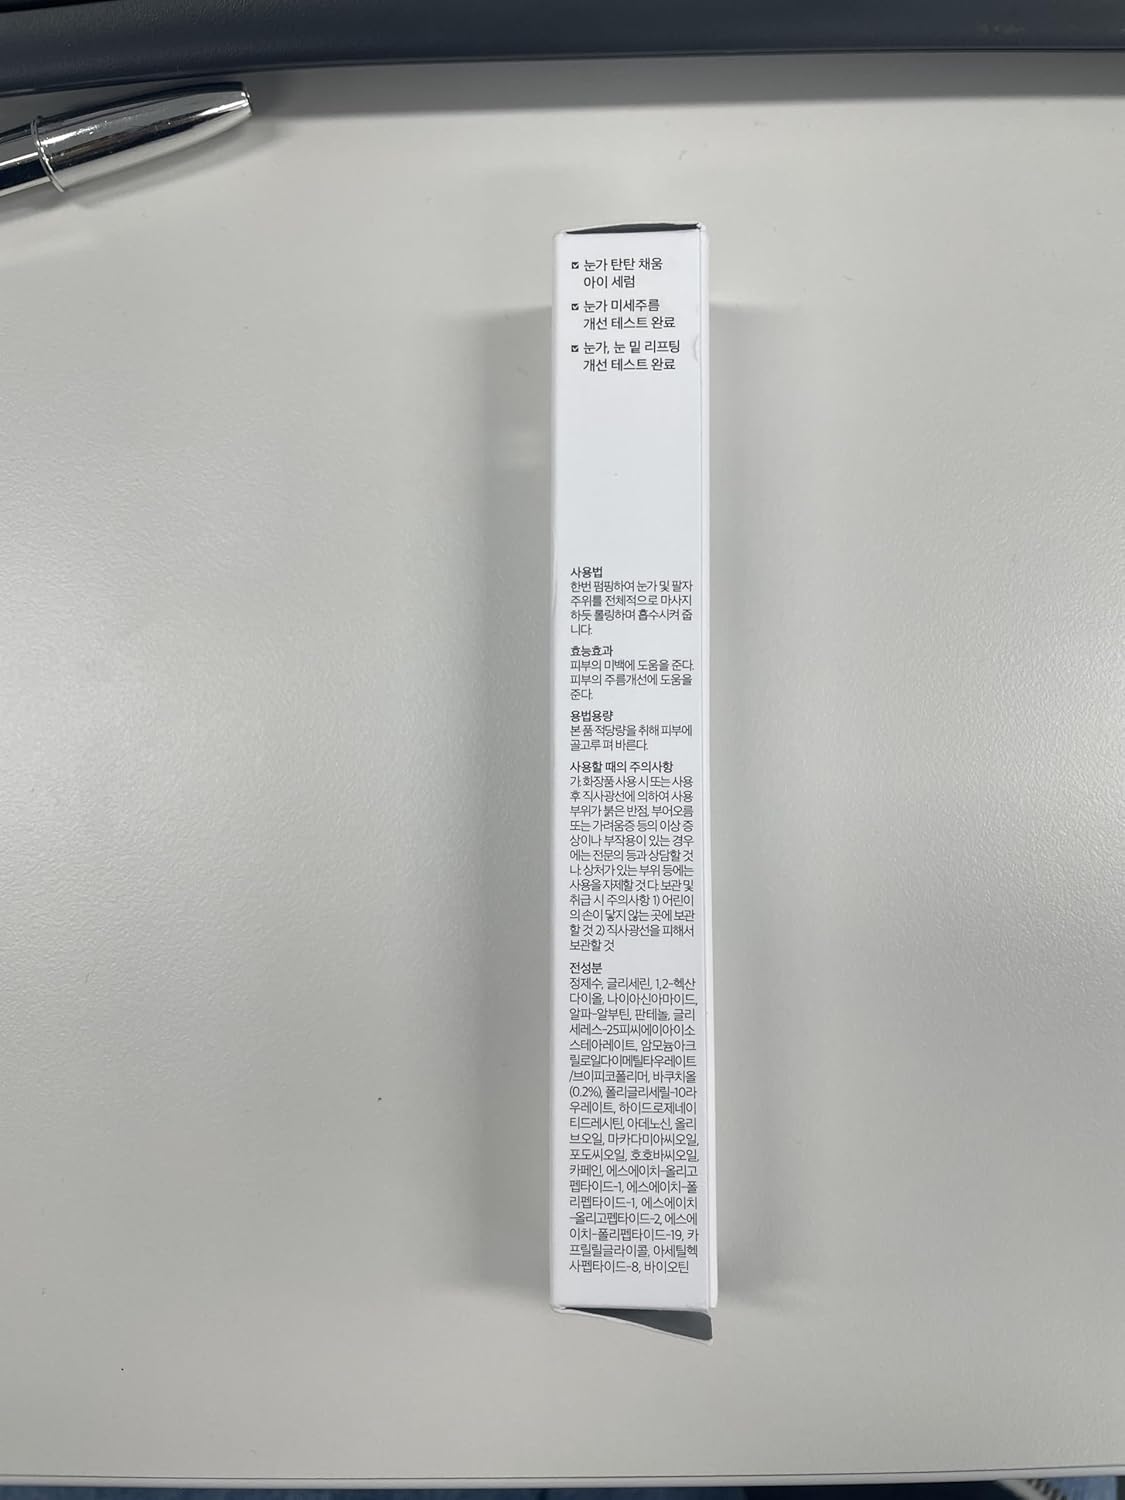 눈가 탄탄 채움
아이 세럼
눈가 미세주름
개선 테스트 완료
눈가, 눈 밑 리프팅
개선 테스트 완료
사용법
한번 펌핑하여 눈가 및 팔자
주위를 전체적으로 마사지
하듯 롤링하며 흡수시켜 줍
니다.
효능효과
피부의 미백에 도움을 준다.
피부의 주름개선에 도움을
준다.
용법용량
본 품 적당량을 취해 피부에
골고루 펴 바른다.
사용할 때의 주의사항
가. 화장품 사용 시 또는 사용
후 직사광선에 의하여 사용
부위가 붉은 반점, 부어오름
또는 가려움증 등의 이상 증
상이나 부작용이 있는 경우
에는 전문의 등과 상담할 것
나. 상처가 있는 부위 등에는
사용을 자제할 것 다. 보관 및
취급 시 주의사항 1) 어린이
의 손이 닿지 않는 곳에 보관
할 것 2) 직사광선을 피해서
보관할 것
전성분
정제수, 글리세린, 1,2-헥산
다이올, 나이아신아마이드,
알파-알부틴, 판테놀, 글리
세레스-25피씨에이아이소
스테아레이트, 암모늄아크
릴로일다이메틸타우레이트
/브이피코폴리머, 바쿠치올
(0.2%), 폴리글리세릴-10라
우레이트, 하이드로제네이
티드레시틴, 아데노신, 올리
브오일, 마카다미아씨오일,
포도씨오일, 호호바씨오일,
카페인, 에스에이치-올리고
펩타이드-1, 에스에이치-폴
리펩타이드-1, 에스에이치
-올리고펩타이드-2, 에스에
이치-폴리펩타이드-19, 카
프릴릴글라이콜, 아세틸헥
사펩타이드-8, 바이오틴